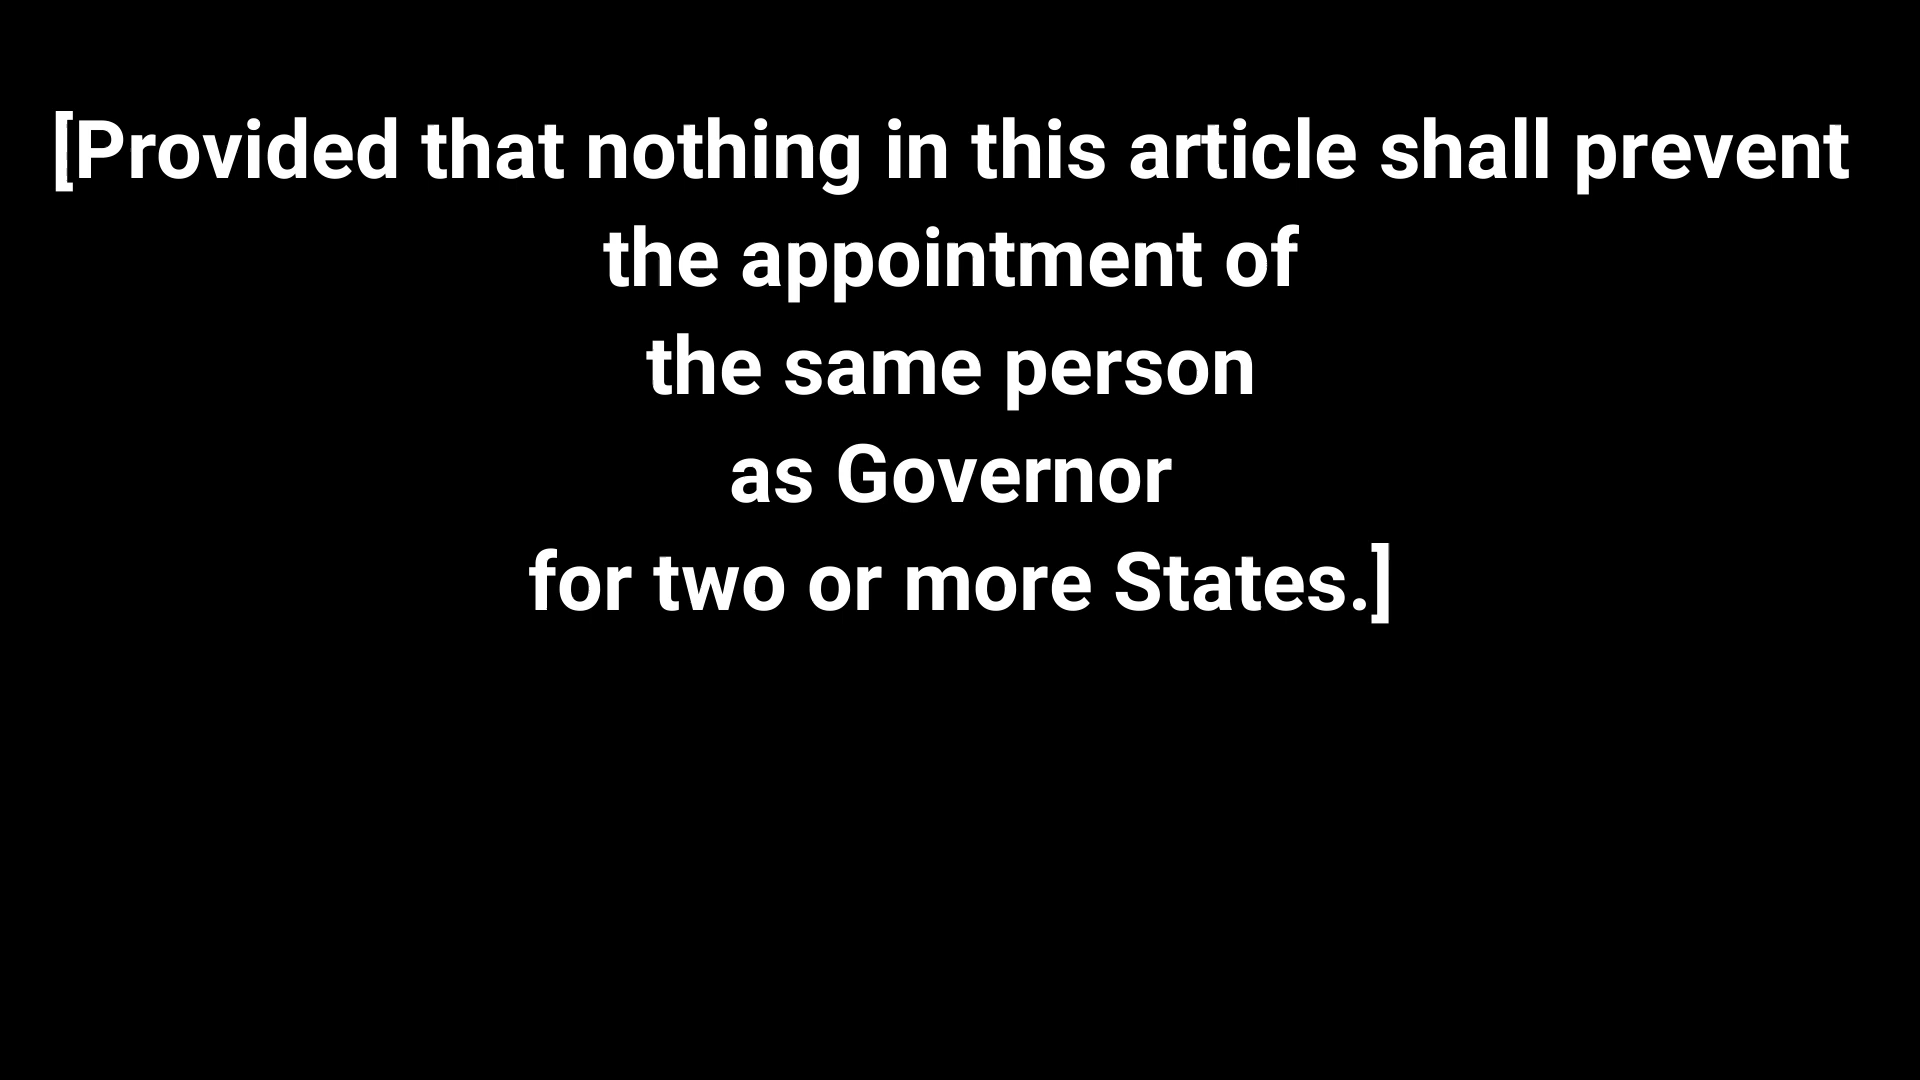 [Provided that nothing in this article shall prevent
the appointment of
the same person
as Governor
for two or more States.]